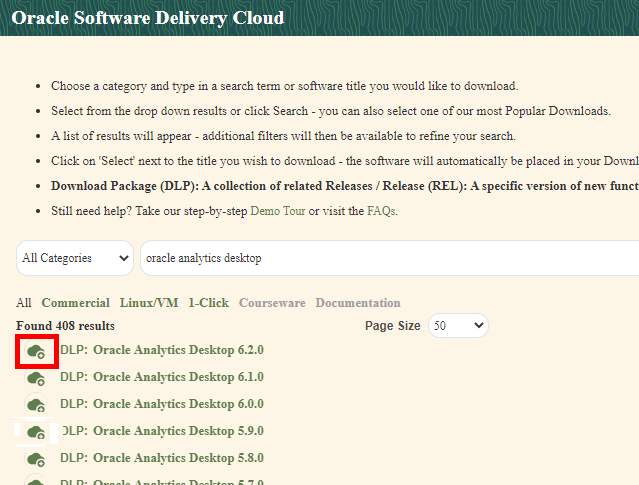 Oracle Software Delivery Cloud
• Choose a category and type in a search term or software title you would like to download.
• Select from the drop down results or click Search - you can also select one of our most Popular Downloads.
• A list of results will appear - additional filters will then be available to refine your search.
• Click on 'Select' next to the title you wish to download - the software will automatically be placed in your Downl
• Download Package (DLP): A collection of related Releases / Release (REL): A specific version of new funct
• Still need help? Take our step-by-step Demo Tour or visit the FAQs.
All Categories oracle analytics desktop
All Commercial Linux/VM 1-Click Courseware Documentation
Found 408 results Page Size 50
DLP: Oracle Analytics Desktop 6.2.0
DLP: Oracle Analytics Desktop 6.1.0
DLP: Oracle Analytics Desktop 6.0.0
DLP: Oracle Analytics Desktop 5.9.0
DLP: Oracle Analytics Desktop 5.8.0
DLP: Oracle Analytics Desktop 5.7.0